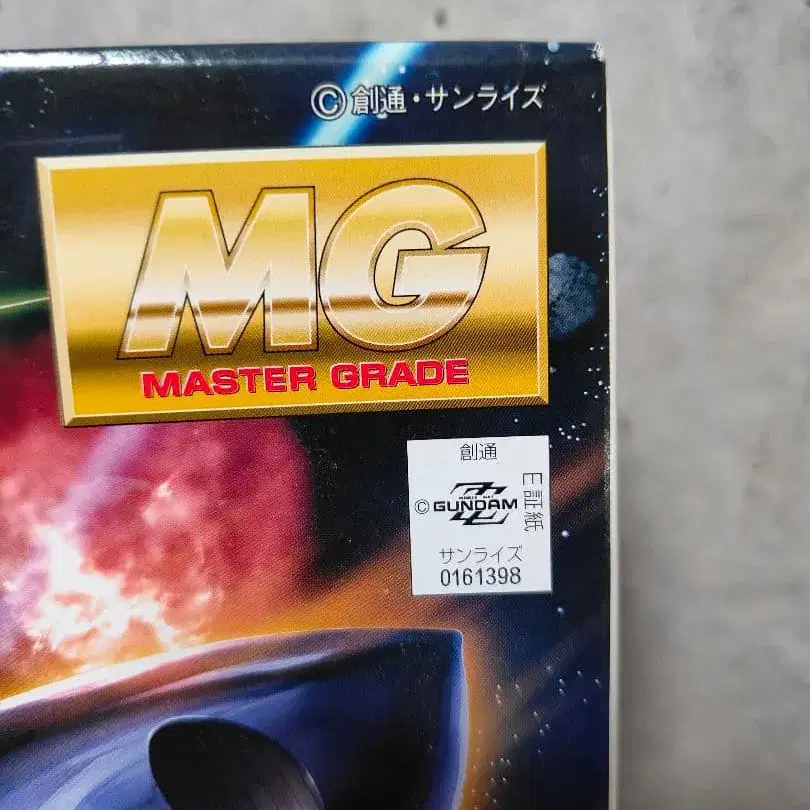 ©創通・サンライズ
MG
MASTER GRADE
創通
© GUNDAM
サンライズ
0161398
E証紙